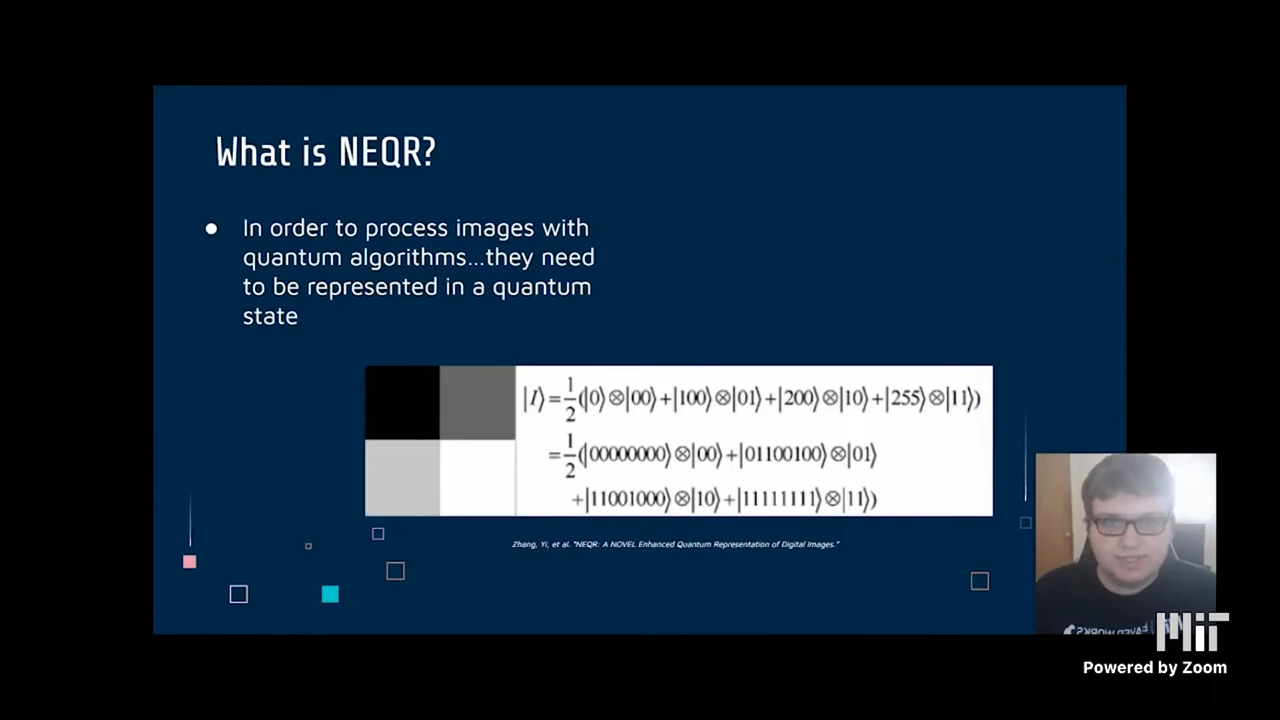 What is NEQR?
● In order to process images with
quantum algorithms...they need
to be represented in a quantum
state
|I⟩=1/2(|0⟩⊗|00⟩+|100⟩⊗|01⟩+|200⟩⊗|10⟩+|255⟩⊗|11⟩)
=1/2(|00000000⟩⊗|00⟩+|01100100⟩⊗|01⟩
+|11001000⟩⊗|10⟩+|11111111⟩⊗|11⟩)
Zhang, Yi, et al. "NEQR: A NOVEL Enhanced Quantum Representation of Digital Images."
MIT
Powered by Zoom